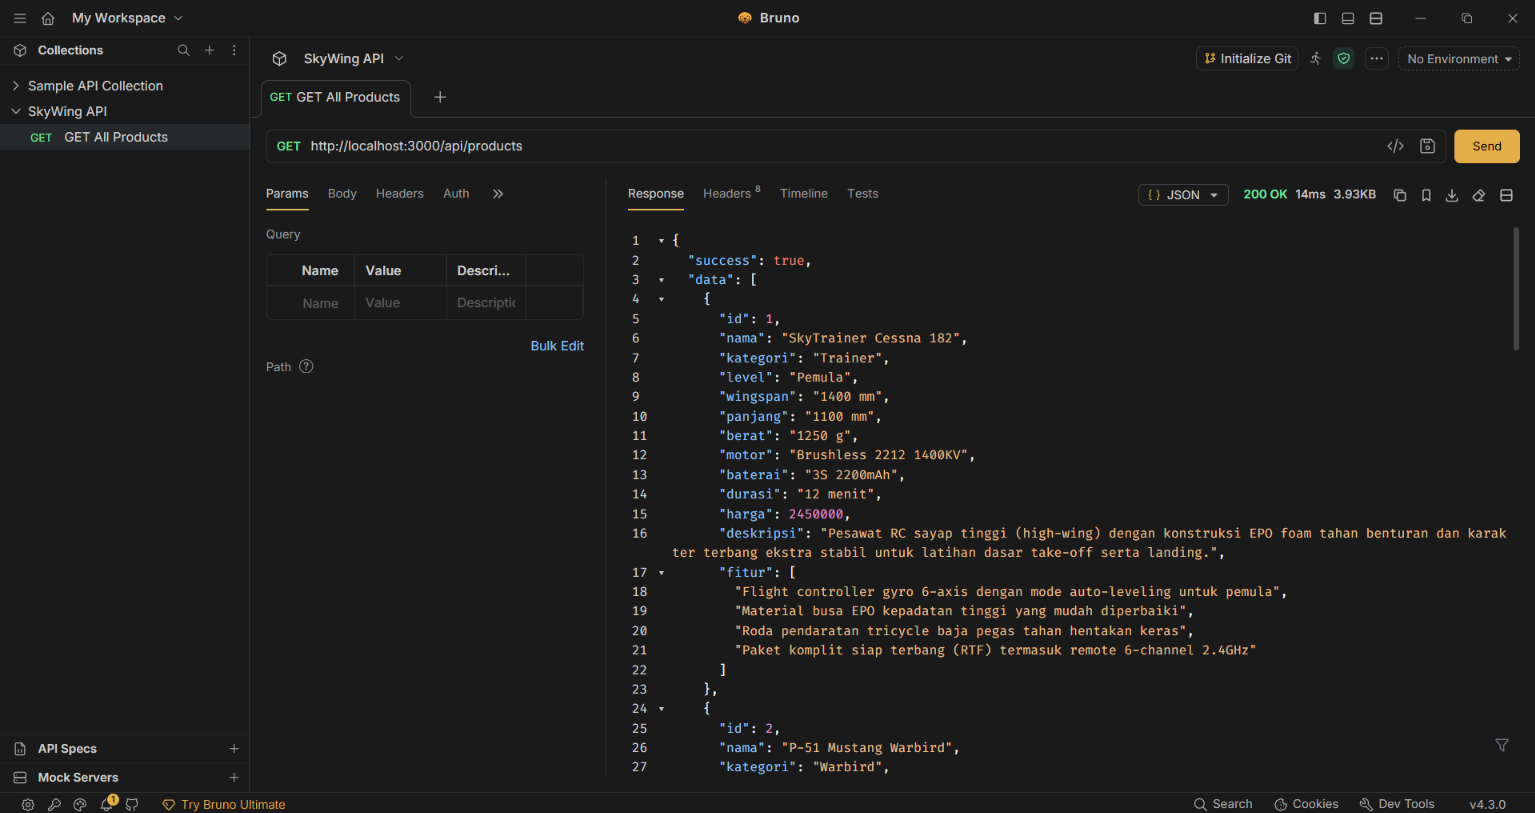 My Workspace
Bruno
Collections
Sample API Collection
SkyWing API
GET GET All Products
API Specs
Mock Servers
SkyWing API
Initialize Git
No Environment
GET GET All Products
GET http://localhost:3000/api/products
Send
Params Body Headers Auth
Query
Name Value Descri...
Name Value Descriptic
Bulk Edit
Path ?
Response Headers 8 Timeline Tests
{ } JSON
200 OK 14ms 3.93KB
1 {
2 "success": true,
3 "data": [
4 {
5 "id": 1,
6 "nama": "SkyTrainer Cessna 182",
7 "kategori": "Trainer",
8 "level": "Pemula",
9 "wingspan": "1400 mm",
10 "panjang": "1100 mm",
11 "berat": "1250 g",
12 "motor": "Brushless 2212 1400KV",
13 "baterai": "3S 2200mAh",
14 "durasi": "12 menit",
15 "harga": 2450000,
16 "deskripsi": "Pesawat RC sayap tinggi (high-wing) dengan konstruksi EPO foam tahan benturan dan karak
ter terbang ekstra stabil untuk latihan dasar take-off serta landing.",
17 "fitur": [
18 "Flight controller gyro 6-axis dengan mode auto-leveling untuk pemula",
19 "Material busa EPO kepadatan tinggi yang mudah diperbaiki",
20 "Roda pendaratan tricycle baja pegas tahan hentakan keras",
21 "Paket komplit siap terbang (RTF) termasuk remote 6-channel 2.4GHz"
22 ]
23 },
24 {
25 "id": 2,
26 "nama": "P-51 Mustang Warbird",
27 "kategori": "Warbird",
1
Try Bruno Ultimate
Search Cookies Dev Tools v4.3.0